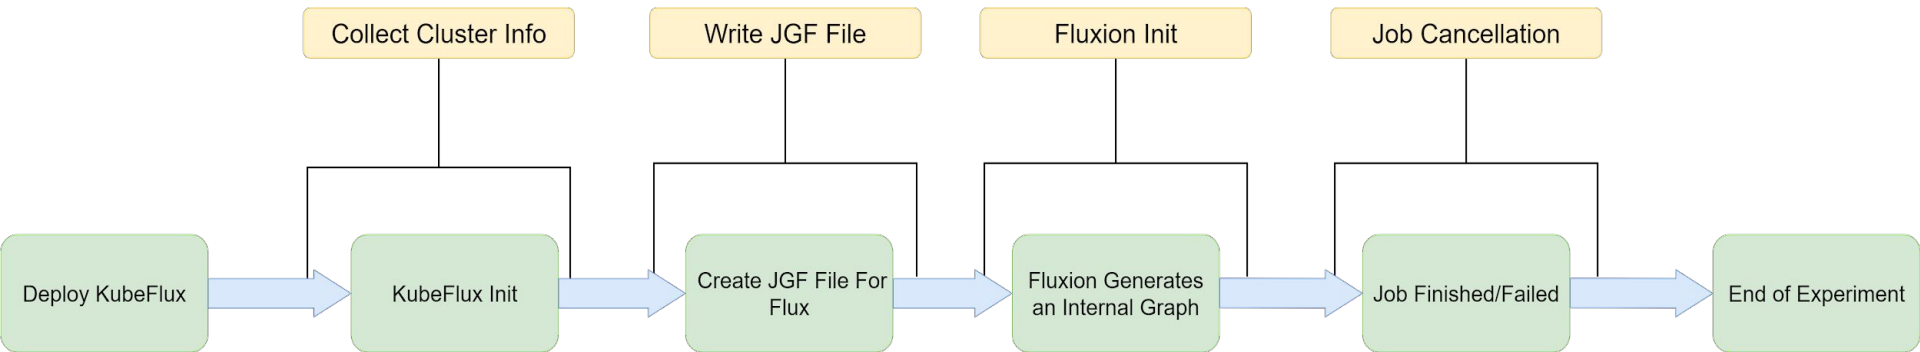 Collect Cluster Info
Write JGF File
Fluxion Init
Job Cancellation
Deploy KubeFlux
KubeFlux Init
Create JGF File For
Flux
Fluxion Generates
an Internal Graph
Job Finished/Failed
End of Experiment